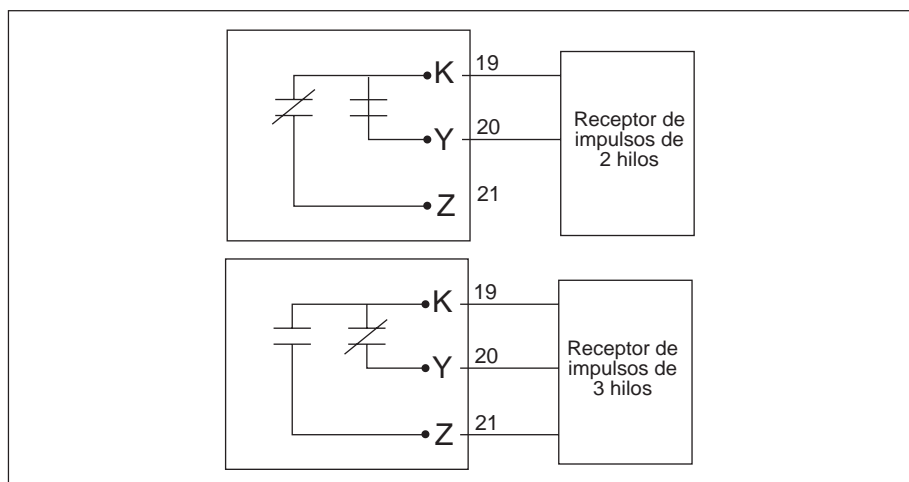 K 19
Y 20
Z 21
Receptor de
impulsos de
2 hilos
K 19
Y 20
Z 21
Receptor de
impulsos de
3 hilos